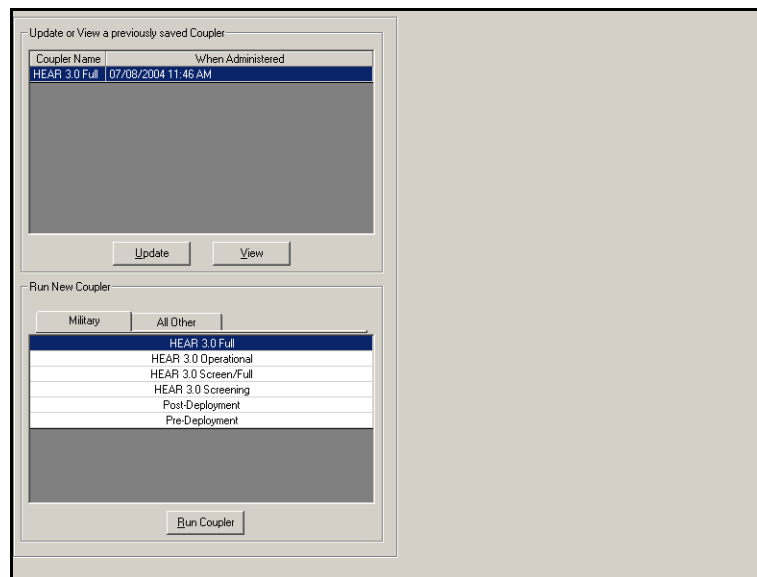 Update or View a previously saved Coupler
Coupler Name When Administered
HEAR 3.0 Full 07/08/2004 11:46 AM
Update View
Run New Coupler
Military All Other
HEAR 3.0 Full
HEAR 3.0 Operational
HEAR 3.0 Screen/Full
HEAR 3.0 Screening
Post-Deployment
Pre-Deployment
Run Coupler